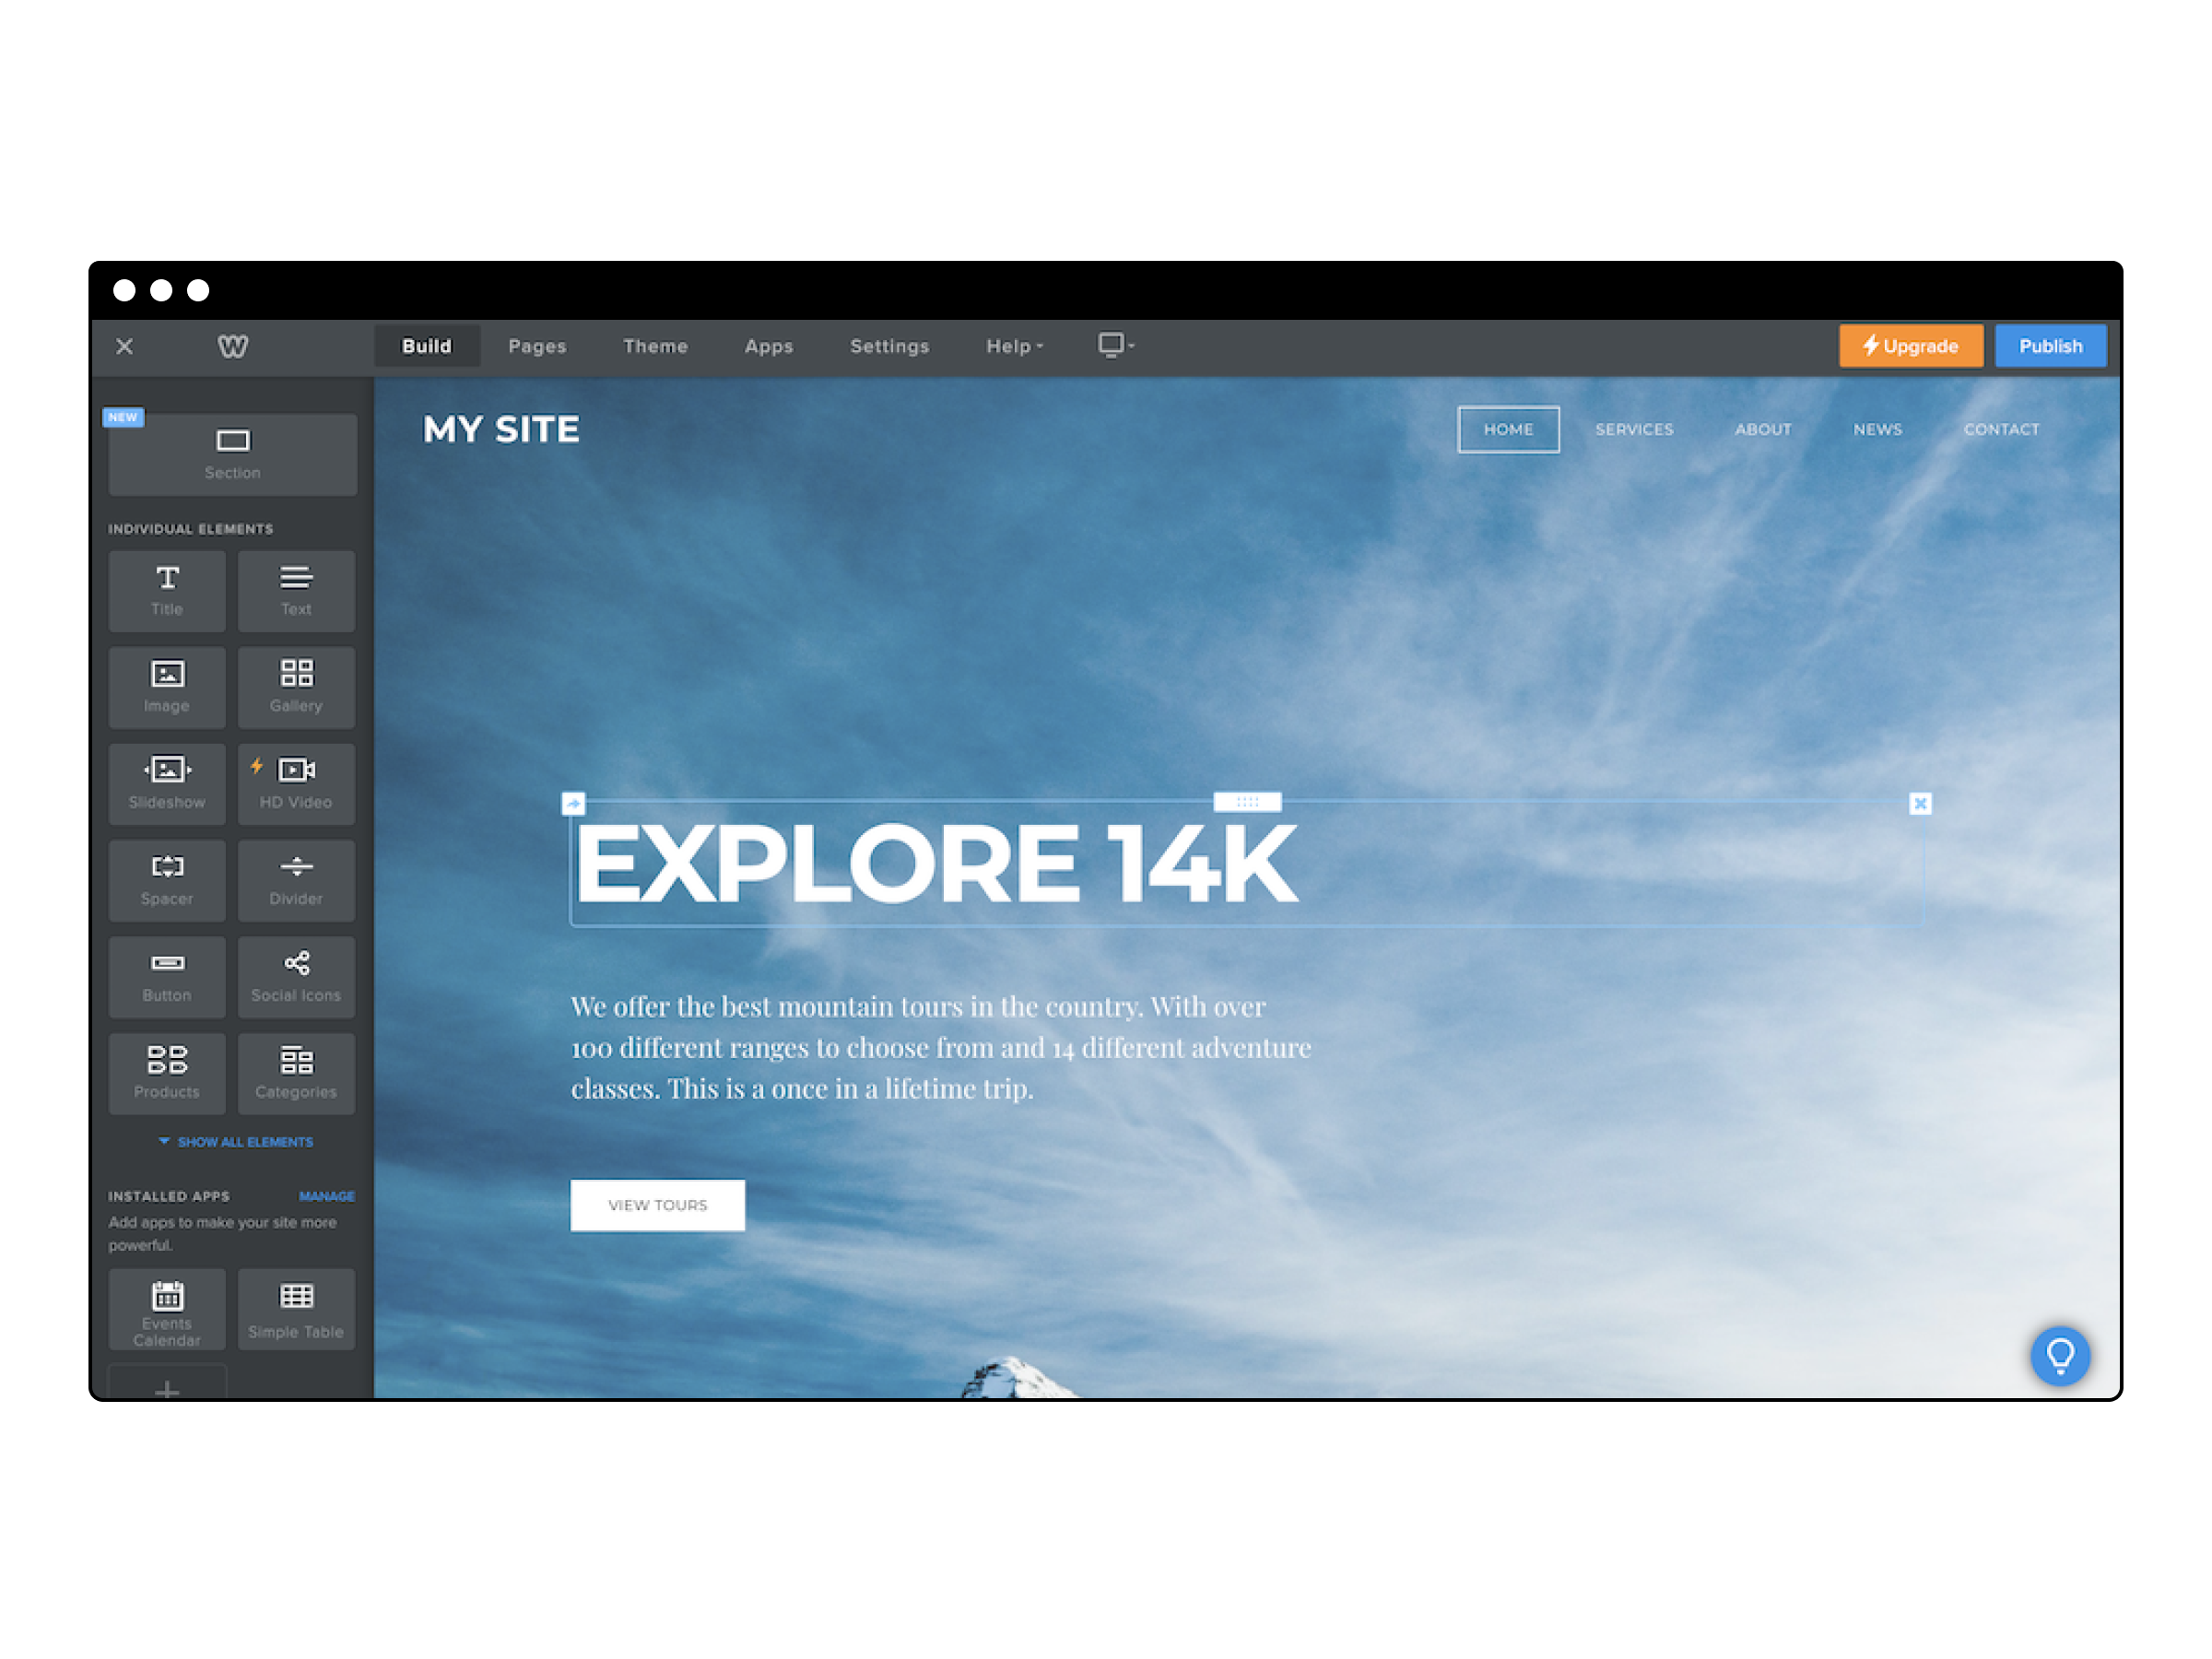 Build Pages Theme Apps Settings Help Upgrade Publish
NEW
Section
INDIVIDUAL ELEMENTS
Title Text
Image Gallery
Slideshow HD Video
Spacer Divider
Button Social Icons
Products Categories
SHOW ALL ELEMENTS
INSTALLED APPS MANAGE
Add apps to make your site more
powerful.
Events
Calendar
Simple Table
MY SITE HOME SERVICES ABOUT NEWS CONTACT
EXPLORE 14K
We offer the best mountain tours in the country. With over
100 different ranges to choose from and 14 different adventure
classes. This is a once in a lifetime trip.
VIEW TOURS